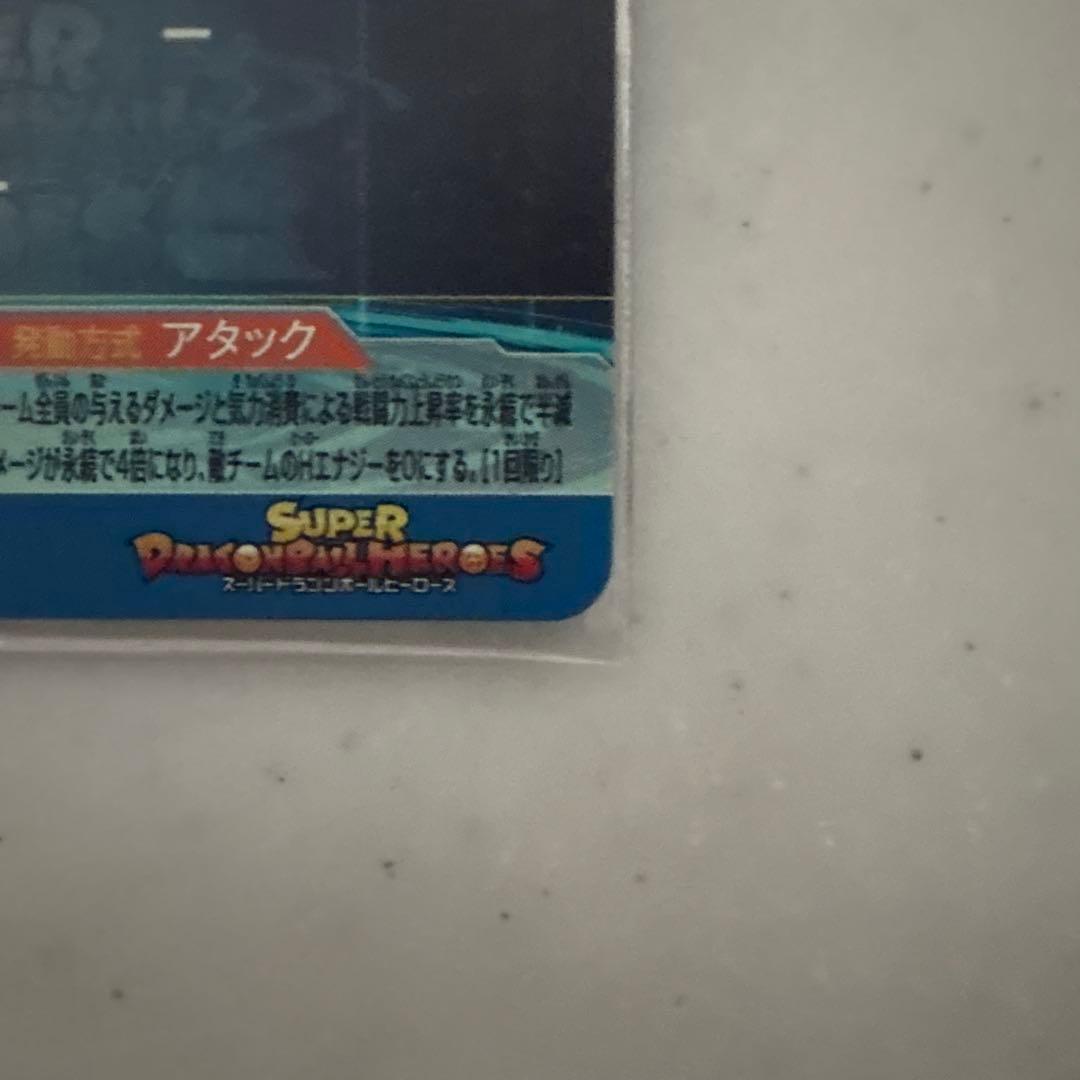 発動方式 アタック
ーム全員の与えるダメージと気力消費による戦闘力上昇率を永続で半減
メージが永続で4倍になり、敵チームのHエナジーを0にする。[1回限り]
SUPER
DRAGONBALL HEROES
スーパードラゴンボールヒーローズ